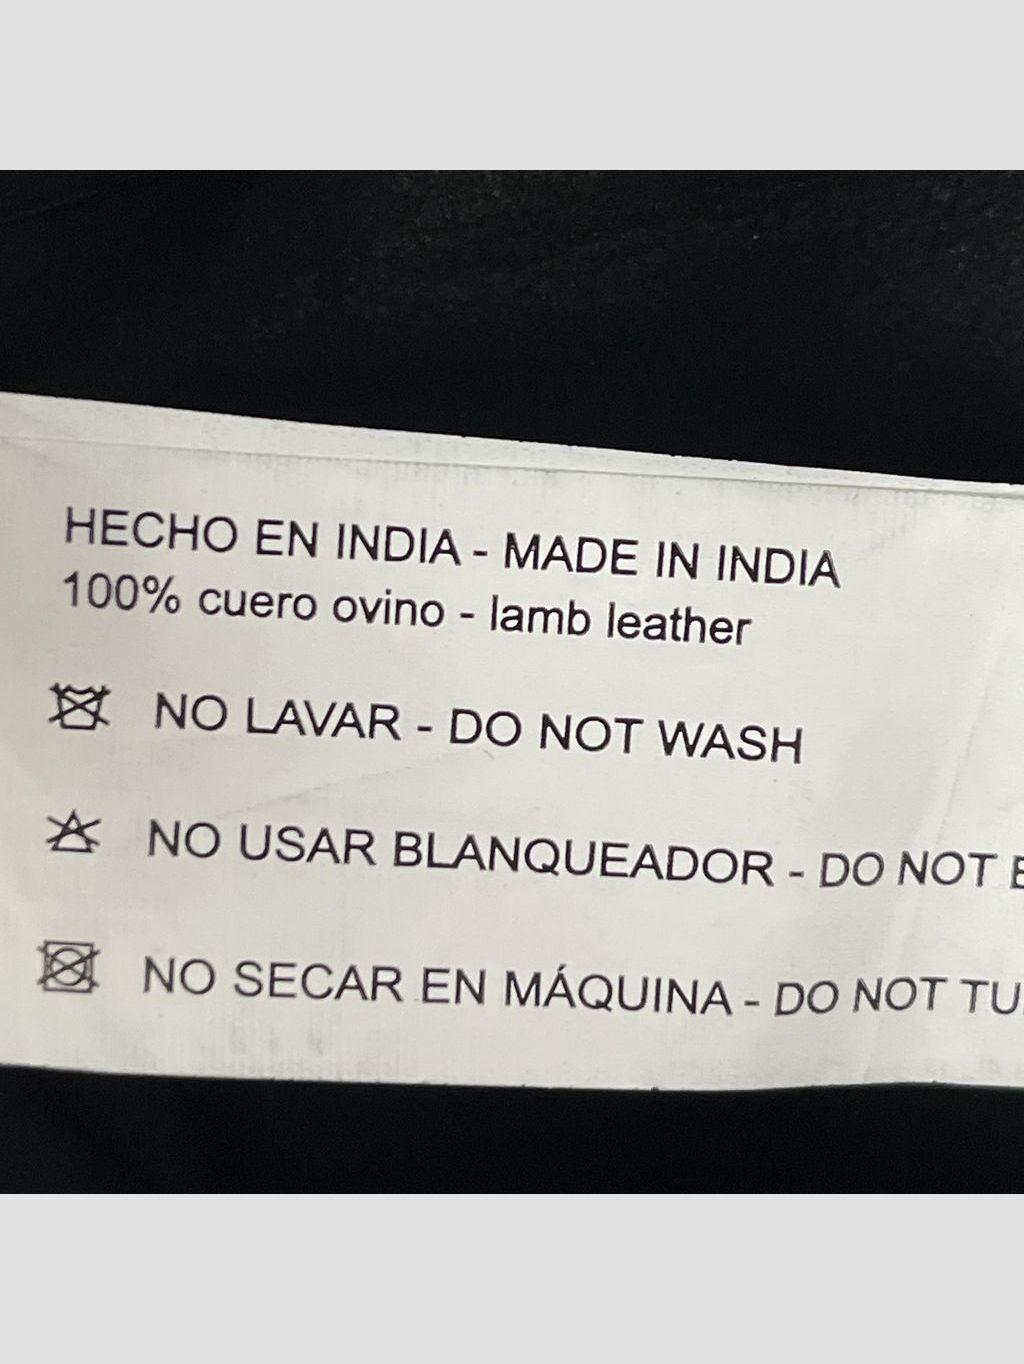 HECHO EN INDIA - MADE IN INDIA
100% cuero ovino - lamb leather
NO LAVAR - DO NOT WASH
NO USAR BLANQUEADOR - DO NOT
NO SECAR EN MÁQUINA - DO NOT